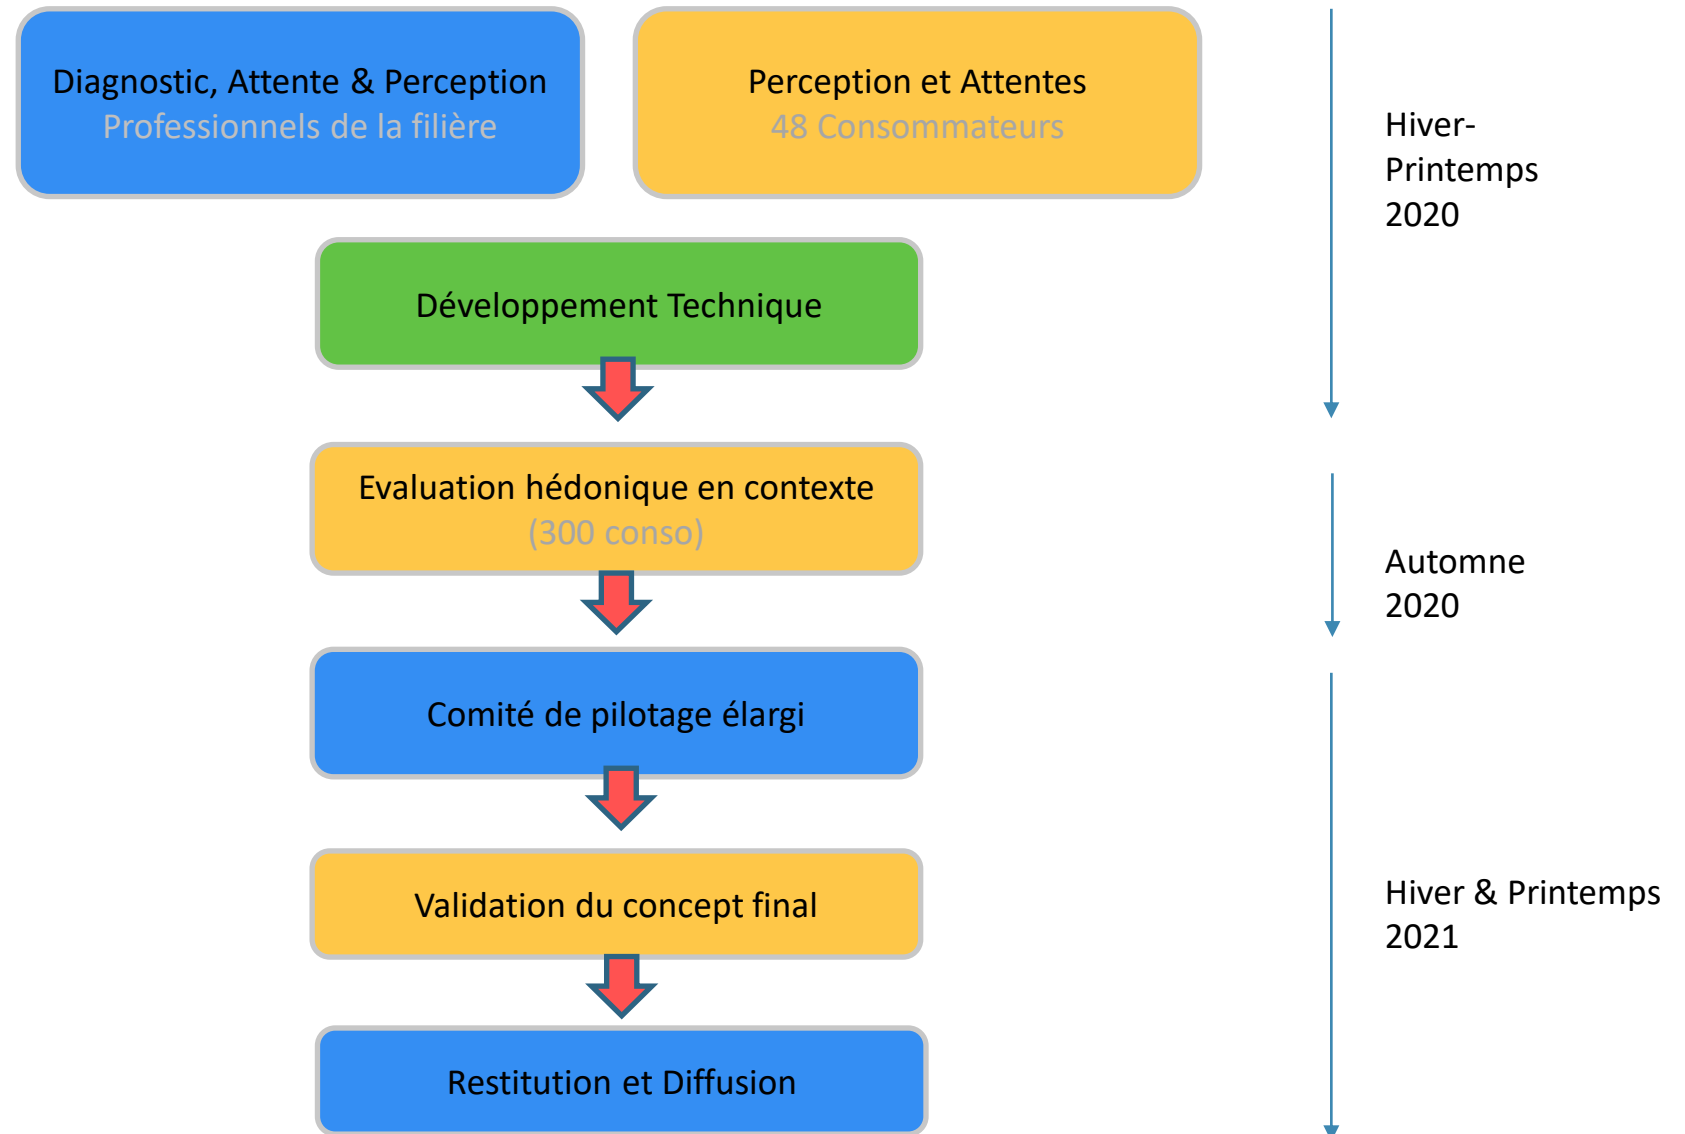 Diagnostic, Attente & Perception
Professionnels de la filière
Perception et Attentes
48 Consommateurs
Hiver-
Printemps
2020
Développement Technique
Evaluation hédonique en contexte
(300 conso)
Automne
2020
Comité de pilotage élargi
Validation du concept final
Hiver & Printemps
2021
Restitution et Diffusion